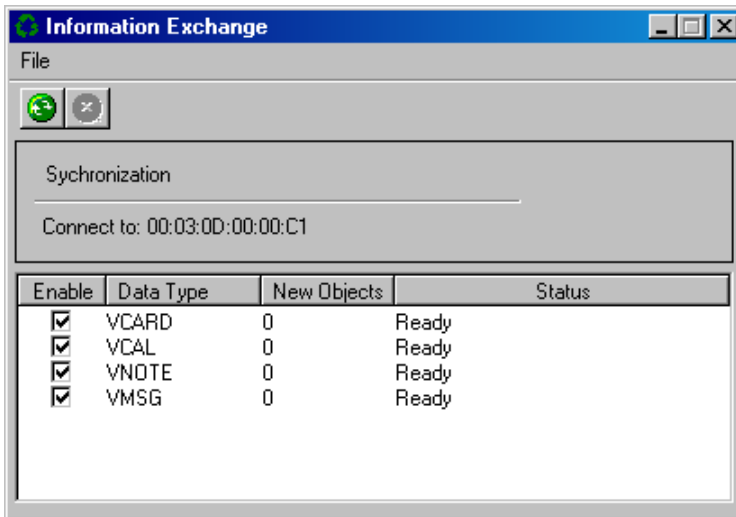 Information Exchange
File
Sychronization
Connect to: 00:03:0D:00:00:C1
Enable Data Type New Objects Status
VCARD 0 Ready
VCAL 0 Ready
VNOTE 0 Ready
VMSG 0 Ready